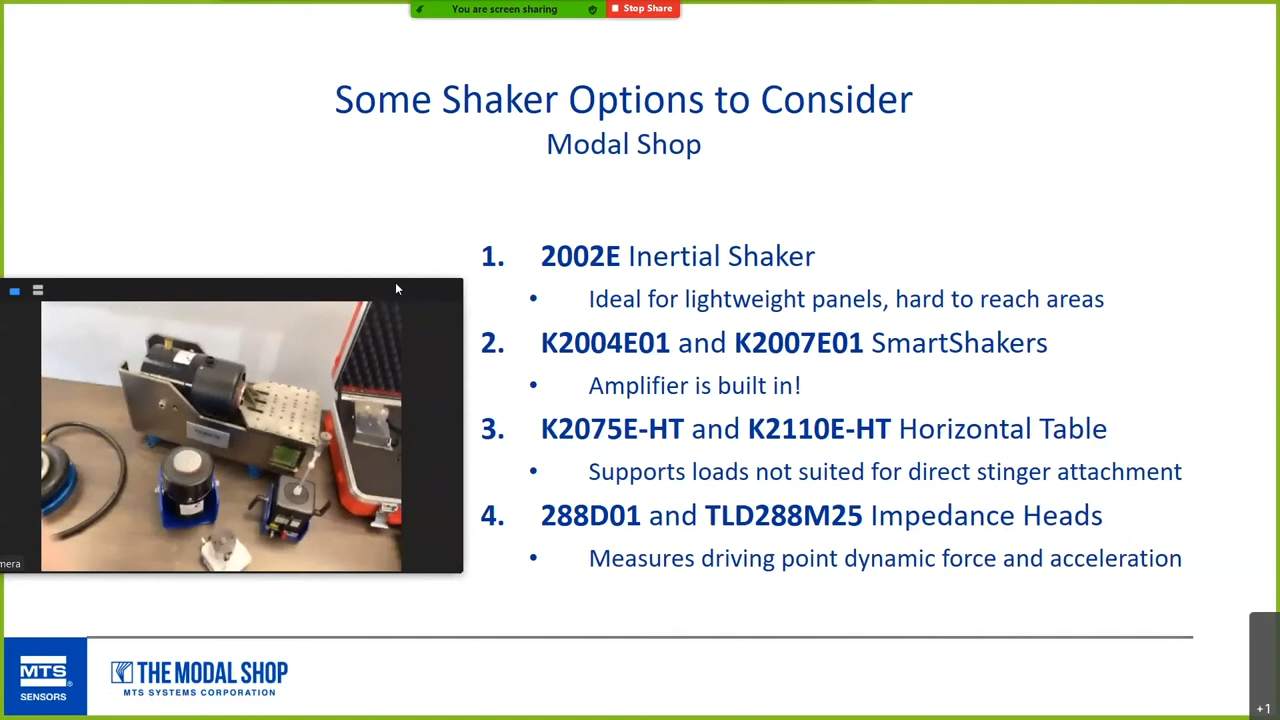 You are screen sharing
Stop Share
Some Shaker Options to Consider
Modal Shop
1. 2002E Inertial Shaker
• Ideal for lightweight panels, hard to reach areas
2. K2004E01 and K2007E01 SmartShakers
• Amplifier is built in!
3. K2075E-HT and K2110E-HT Horizontal Table
• Supports loads not suited for direct stinger attachment
4. 288D01 and TLD288M25 Impedance Heads
• Measures driving point dynamic force and acceleration
mera
MTS®
SENSORS
THE MODAL SHOP
MTS SYSTEMS CORPORATION
+1